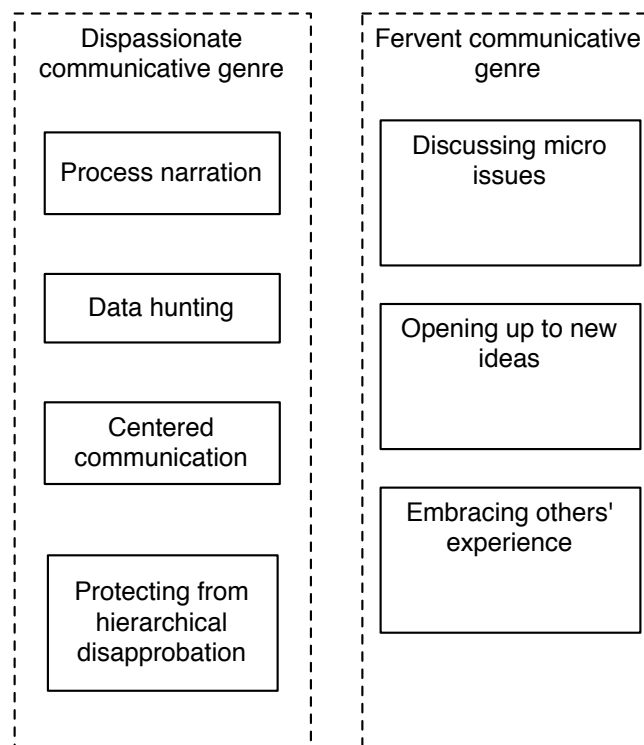 Dispassionate
communicative genre
Process narration
Data hunting
Centered
communication
Protecting from
hierarchical
disapprobation
Fervent communicative
genre
Discussing micro
issues
Opening up to new
ideas
Embracing others'
experience